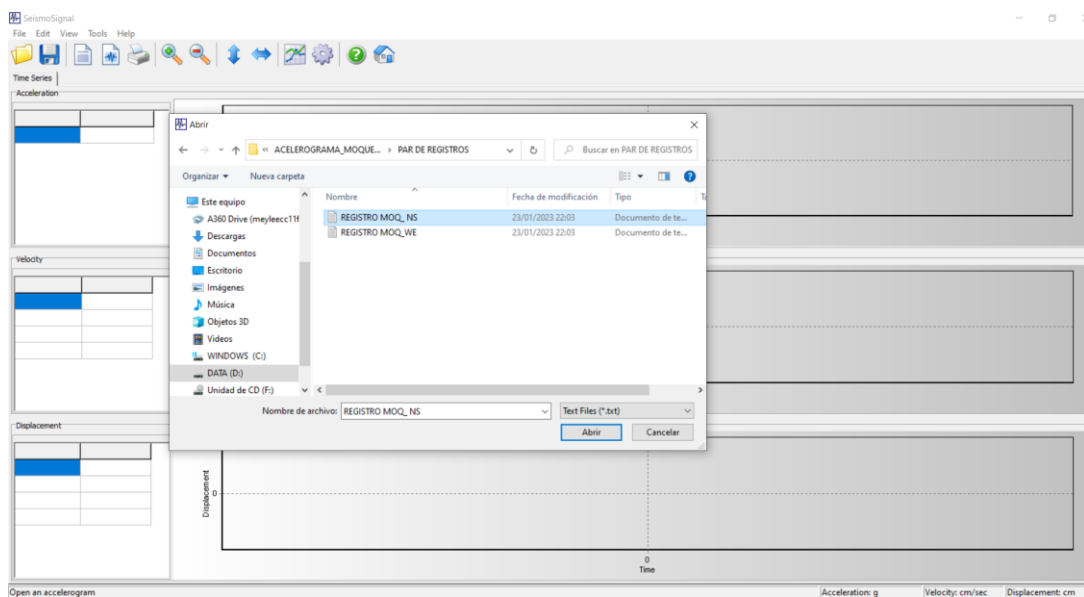 SeismoSignal
File Edit View Tools Help
Time Series
Acceleration
Abrir
« ACELEROGRAMA_MOQUE... › PAR DE REGISTROS
Buscar en PAR DE REGISTROS
Organizar Nueva carpeta
Nombre Fecha de modificación Tipo
Este equipo
A360 Drive (meyleecc11f
REGISTRO MOQ_ NS 23/01/2023 22:03 Documento de te...
Descargas
REGISTRO MOQ_WE 23/01/2023 22:03 Documento de te...
Documentos
Escritorio
Imágenes
Música
Objetos 3D
Videos
WINDOWS (C:)
DATA (D:)
Unidad de CD (F:)
Nombre de archivo: REGISTRO MOQ_ NS Text Files (*.txt)
Abrir Cancelar
Velocity
Displacement
Displacement
0
0
Time
Open an accelerogram Acceleration: g Velocity: cm/sec Displacement: cm